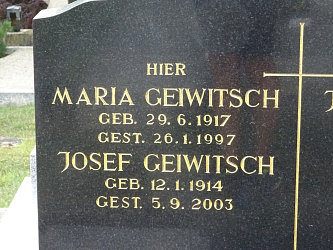 HIER
MARIA GEIWITSCH
GEB. 29.6.1917
GEST. 26.1.1997
JOSEF GEIWITSCH
GEB. 12.1.1914
GEST. 5.9.2003